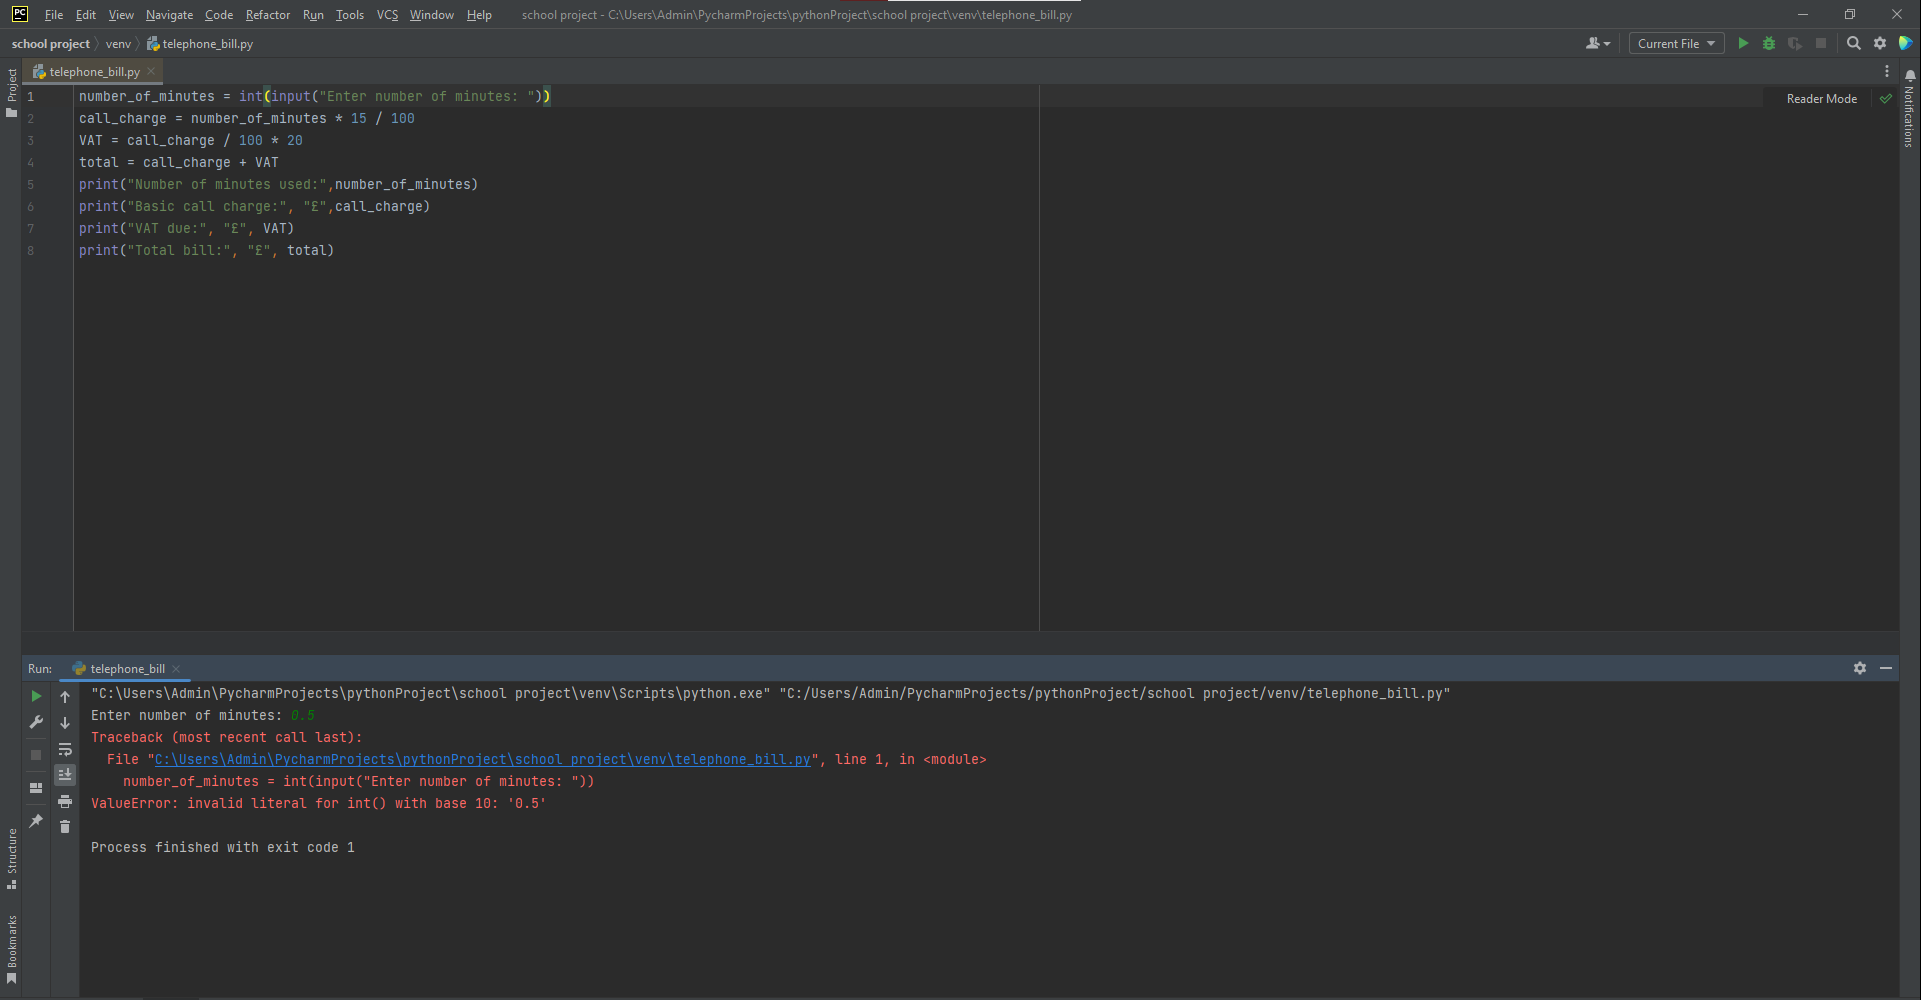 PC File Edit View Navigate Code Refactor Run Tools VCS Window Help school project - C:\Users\Admin\PycharmProjects\pythonProject\school project\venv\telephone_bill.py
school project venv telephone_bill.py Current File
Project
telephone_bill.py
Notifications
1 number_of_minutes = int(input("Enter number of minutes: "))
Reader Mode
2 call_charge = number_of_minutes * 15 / 100
3 VAT = call_charge / 100 * 20
4 total = call_charge + VAT
5 print("Number of minutes used:",number_of_minutes)
6 print("Basic call charge:", "£",call_charge)
7 print("VAT due:", "£", VAT)
8 print("Total bill:", "£", total)
Run: telephone_bill
"C:\Users\Admin\PycharmProjects\pythonProject\school project\venv\Scripts\python.exe" "C:/Users/Admin/PycharmProjects/pythonProject/school project/venv/telephone_bill.py"
Enter number of minutes: 0.5
Traceback (most recent call last):
File "C:\Users\Admin\PycharmProjects\pythonProject\school project\venv\telephone_bill.py", line 1, in <module>
number_of_minutes = int(input("Enter number of minutes: "))
ValueError: invalid literal for int() with base 10: '0.5'
Process finished with exit code 1
Structure
Bookmarks